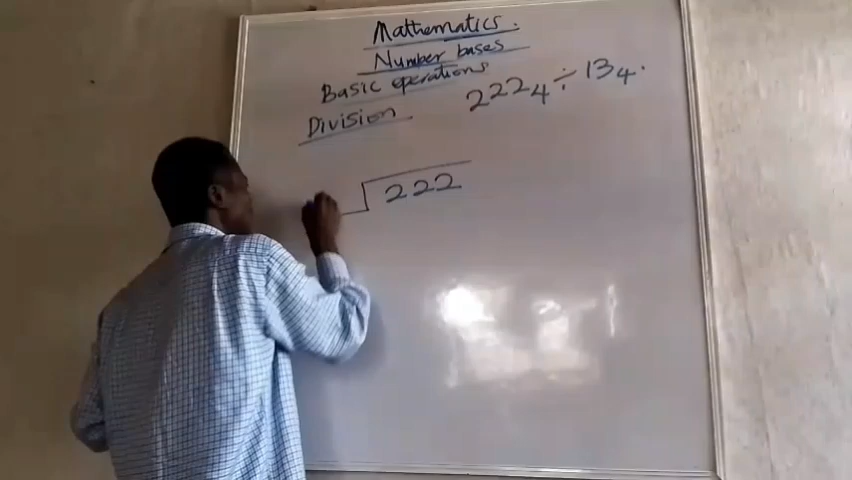 Mathematics.
Number bases
Basic operations
Division
222₄ ÷ 13₄.
222